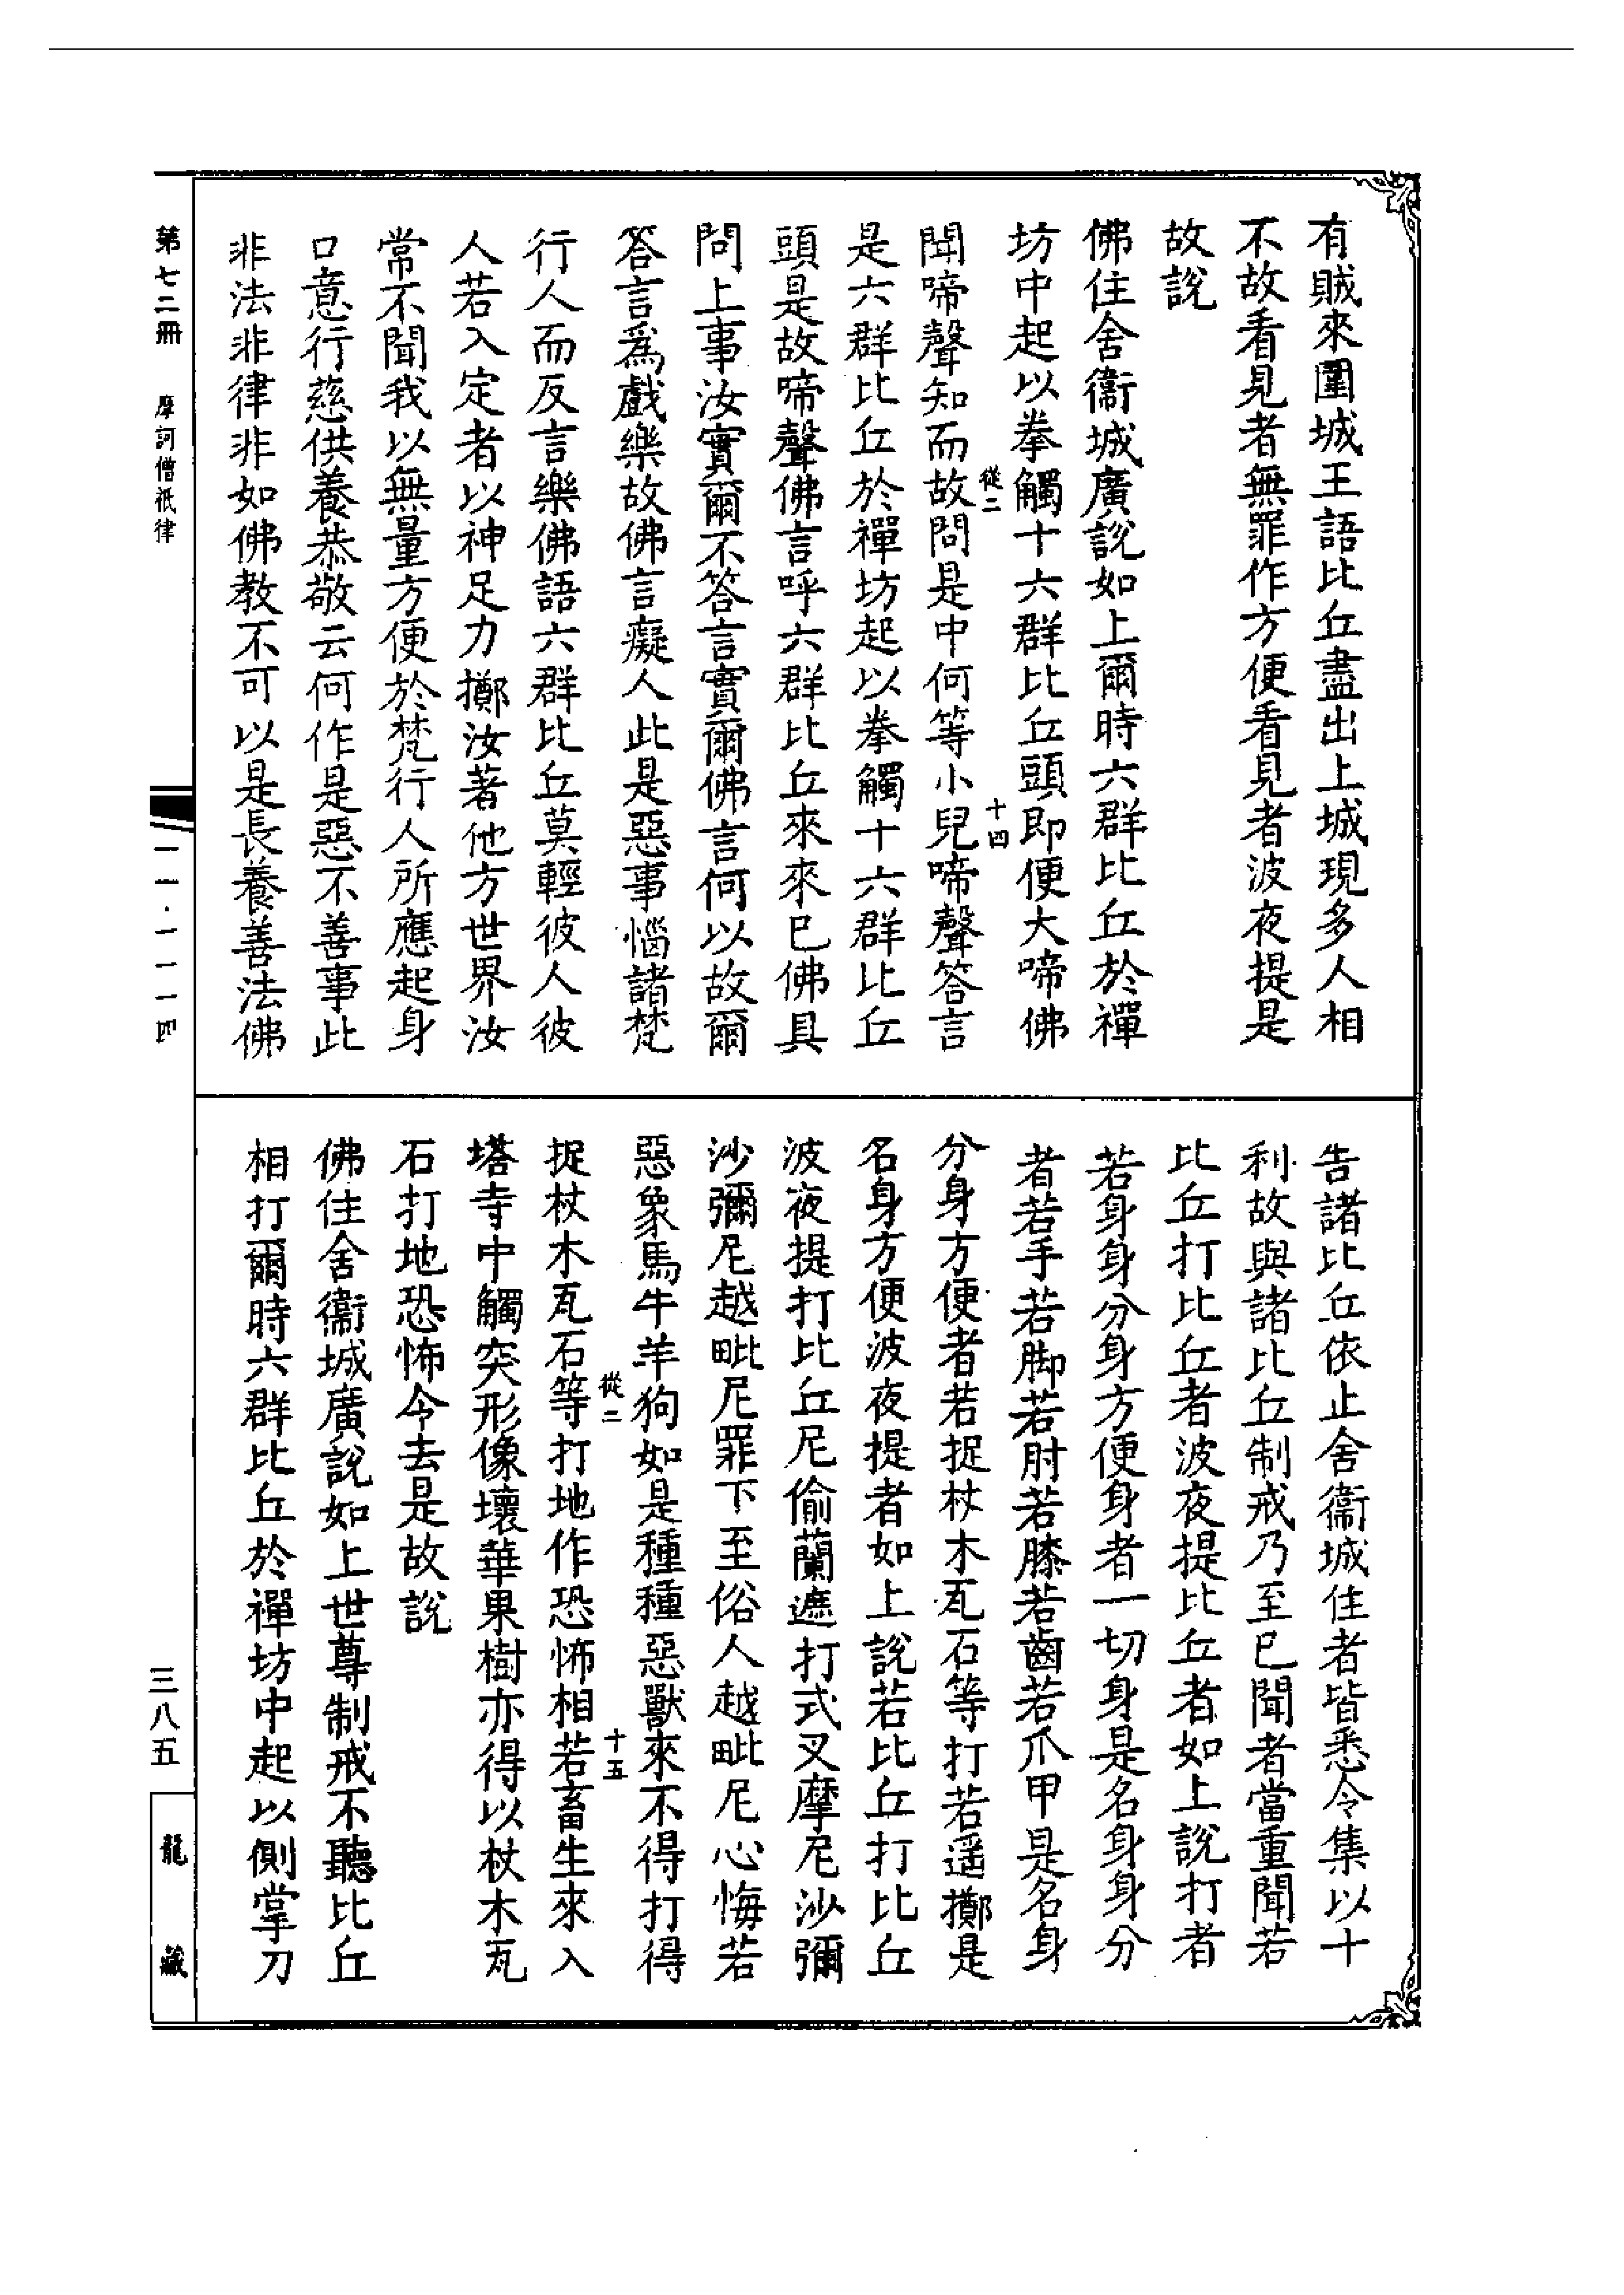 有賊來圍城王語比丘盡出上城現多人相
不故看見者無罪作方便看見者波夜提是
故說
佛住舍衞城廣說如上爾時六群比丘於禪
坊中起以拳觸十六群比丘頭即便大啼佛
從二
十四
聞啼聲知而故問是中何等小兒啼聲答言
是六群比丘於禪坊起以拳觸十六群比丘
頭是故啼聲佛言呼六群比丘來來已佛具
問上事汝實爾不答言實爾佛言何以故爾
答言爲戲樂故佛言癡人此是惡事惱諸梵
行人而反言樂佛語六群比丘莫輕彼人彼
人若入定者以神足力擲汝著他方世界汝
常不聞我以無量方便於梵行人所應起身
口意行慈供養恭敬云何作是惡不善事此
非法非律非如佛教不可以是長養善法佛
告諸比丘依止舍衞城住者皆悉令集以十
利故與諸比丘制戒乃至已聞者當重聞若
比丘打比丘者波夜提比丘者如上說打者
若身身分身方便身者一切身是名身身分
者若手若脚若肘若膝若齒若爪甲是名身
分身方便者若捉杖木瓦石等打若遥擲是
名身方便波夜提者如上說若比丘打比丘
波夜提打比丘尼偷蘭遮打式叉摩尼沙彌
沙彌尼越毗尼罪下至俗人越毗尼心悔若
惡象馬牛羊狗如是種種惡獸來不得打得
從二
十五
捉杖木瓦石等打地作恐怖相若畜生來入
塔寺中觸突形像壞華果樹亦得以杖木瓦
石打地恐怖令去是故說
佛住舍衞城廣說如上世尊制戒不聽比丘
相打爾時六群比丘於禪坊中起以側掌刀
第七二册 摩訶僧祇律
一一·一一一四
三八五
龍藏